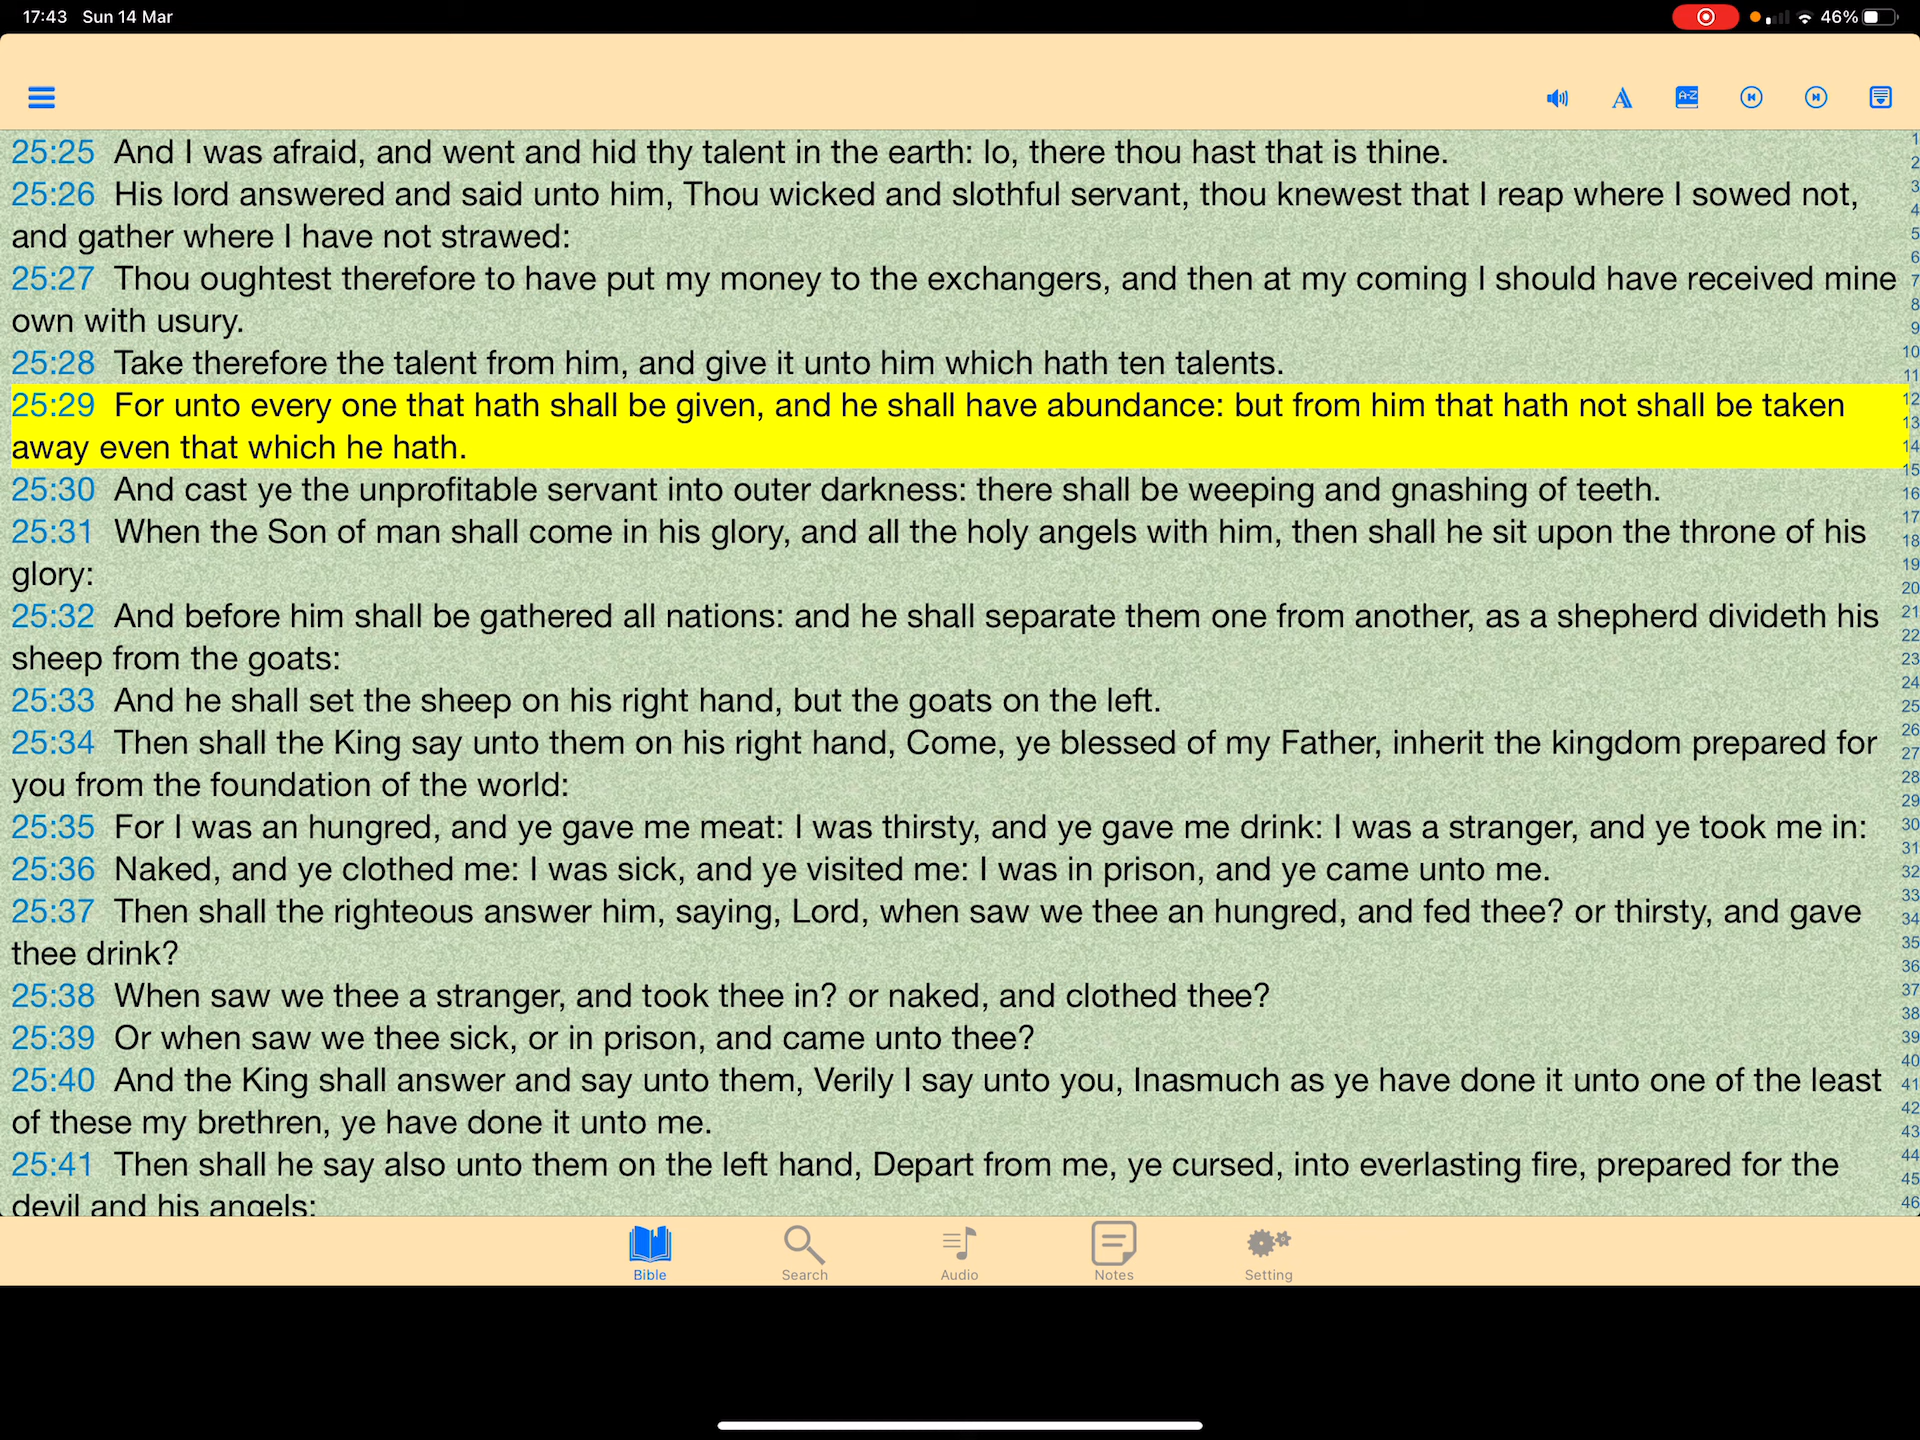 17:43 Sun 14 Mar
46%
A-Z
25:25 And I was afraid, and went and hid thy talent in the earth: lo, there thou hast that is thine.
25:26 His lord answered and said unto him, Thou wicked and slothful servant, thou knewest that I reap where I sowed not,
and gather where I have not strawed:
25:27 Thou oughtest therefore to have put my money to the exchangers, and then at my coming I should have received mine
own with usury.
25:28 Take therefore the talent from him, and give it unto him which hath ten talents.
25:29 For unto every one that hath shall be given, and he shall have abundance: but from him that hath not shall be taken
away even that which he hath.
25:30 And cast ye the unprofitable servant into outer darkness: there shall be weeping and gnashing of teeth.
25:31 When the Son of man shall come in his glory, and all the holy angels with him, then shall he sit upon the throne of his
glory:
25:32 And before him shall be gathered all nations: and he shall separate them one from another, as a shepherd divideth his
sheep from the goats:
25:33 And he shall set the sheep on his right hand, but the goats on the left.
25:34 Then shall the King say unto them on his right hand, Come, ye blessed of my Father, inherit the kingdom prepared for
you from the foundation of the world:
25:35 For I was an hungred, and ye gave me meat: I was thirsty, and ye gave me drink: I was a stranger, and ye took me in:
25:36 Naked, and ye clothed me: I was sick, and ye visited me: I was in prison, and ye came unto me.
25:37 Then shall the righteous answer him, saying, Lord, when saw we thee an hungred, and fed thee? or thirsty, and gave
thee drink?
25:38 When saw we thee a stranger, and took thee in? or naked, and clothed thee?
25:39 Or when saw we thee sick, or in prison, and came unto thee?
25:40 And the King shall answer and say unto them, Verily I say unto you, Inasmuch as ye have done it unto one of the least
of these my brethren, ye have done it unto me.
25:41 Then shall he say also unto them on the left hand, Depart from me, ye cursed, into everlasting fire, prepared for the
devil and his angels:
1
2
3
4
5
6
7
8
9
10
11
12
13
14
15
16
17
18
19
20
21
22
23
24
25
26
27
28
29
30
31
32
33
34
35
36
37
38
39
40
41
42
43
44
45
46
Bible
Search
Audio
Notes
Setting